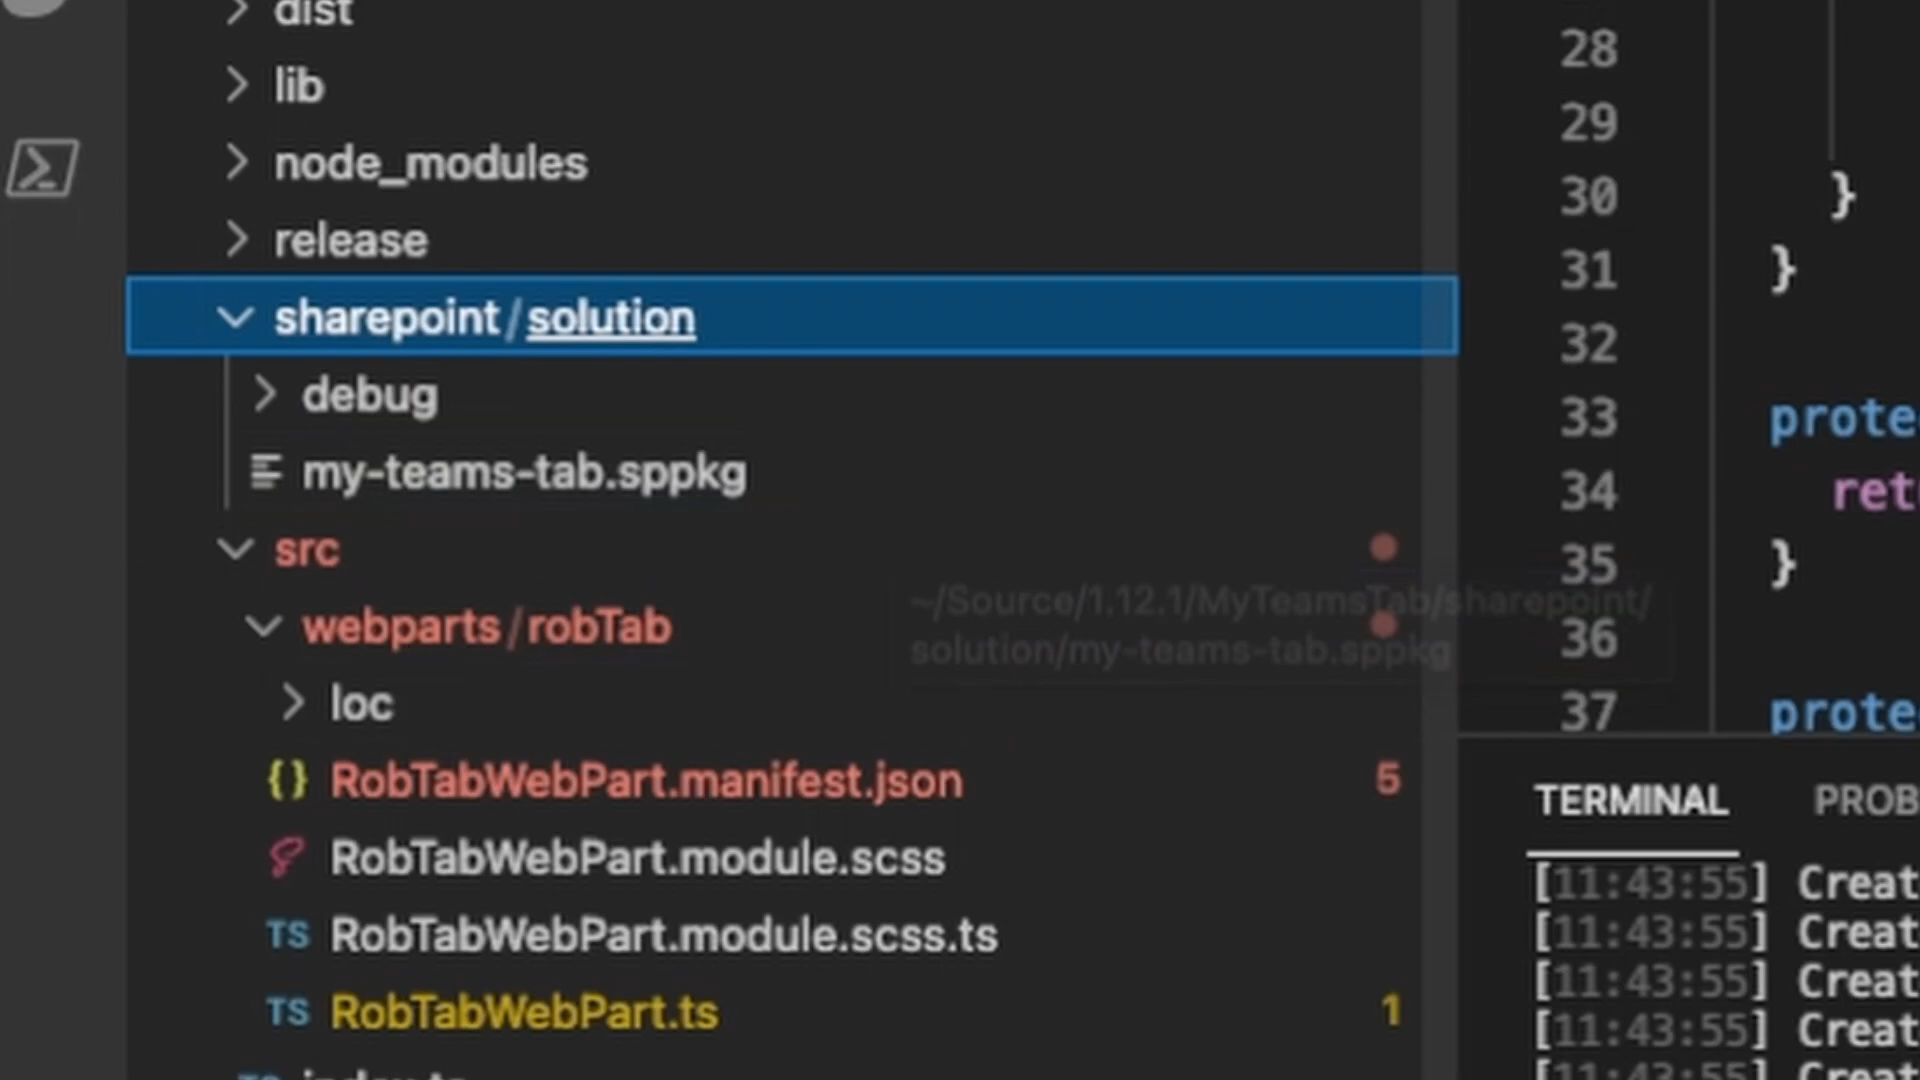 dist
lib
node_modules
release
sharepoint/solution
debug
my-teams-tab.sppkg
src
webparts/robTab
loc
{} RobTabWebPart.manifest.json 5
RobTabWebPart.module.scss
TS RobTabWebPart.module.scss.ts
TS RobTabWebPart.ts 1
~/Source/1.12.1/MyTeamsTab/sharepoint/
solution/my-teams-tab.sppkg
28
29
30 }
31 }
32
33 prote
34 ret
35 }
36
37 prote
TERMINAL PROB
[11:43:55] Creat
[11:43:55] Creat
[11:43:55] Creat
[11:43:55] Creat